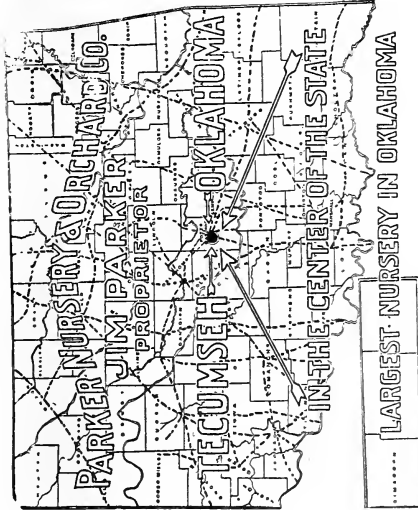 PARKER NURSERY & ORCHARD CO.
JIM PARKER
PROPRIETOR
TECUMSEH OKLAHOMA
IN THE CENTER OF THE STATE
LARGEST NURSERY IN OKLAHOMA